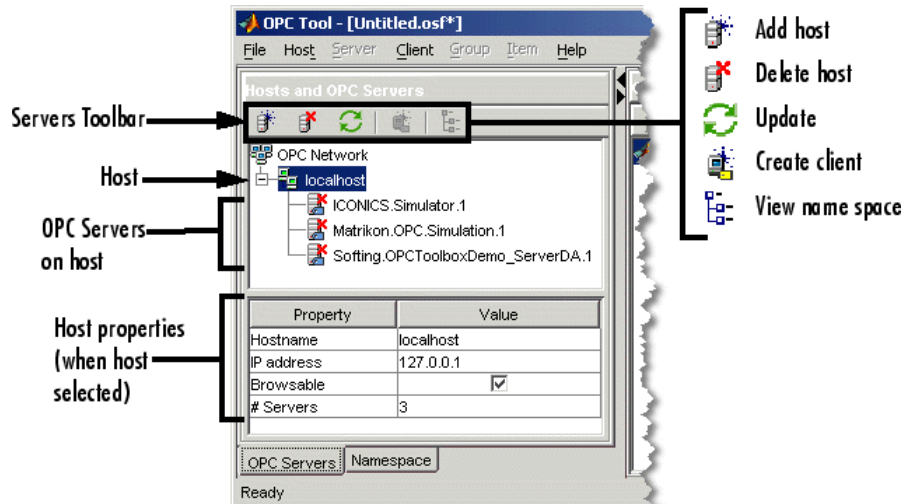 OPC Tool - [Untitled.osf*]
File Host Server Client Group Item Help
Hosts and OPC Servers
Servers Toolbar
OPC Network
Host
localhost
OPC Servers
on host
ICONICS.Simulator.1
Matrikon.OPC.Simulation.1
Softing.OPCToolboxDemo_ServerDA.1
Host properties
(when host
selected)
Property Value
Hostname localhost
IP address 127.0.0.1
Browsable
# Servers 3
OPC Servers Namespace
Ready
Add host
Delete host
Update
Create client
View name space